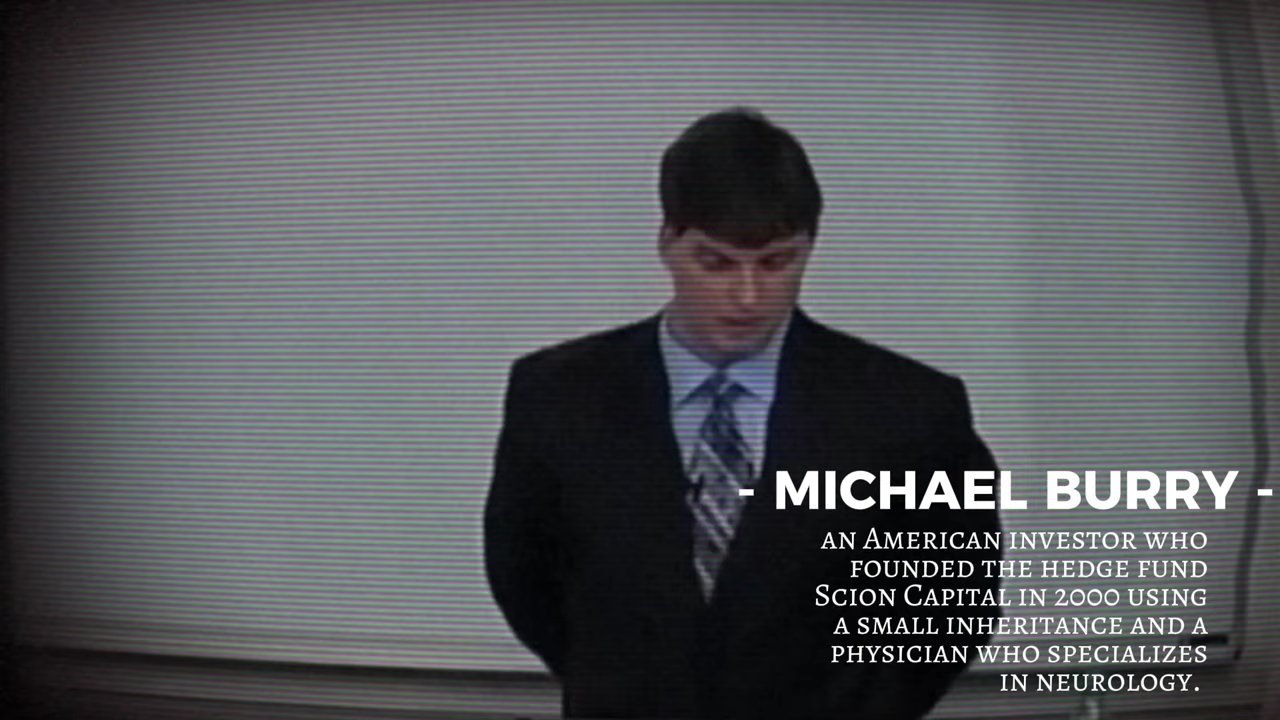 - MICHAEL BURRY -
an American investor who
founded the hedge fund
Scion Capital in 2000 using
a small inheritance and a
physician who specializes
in neurology.